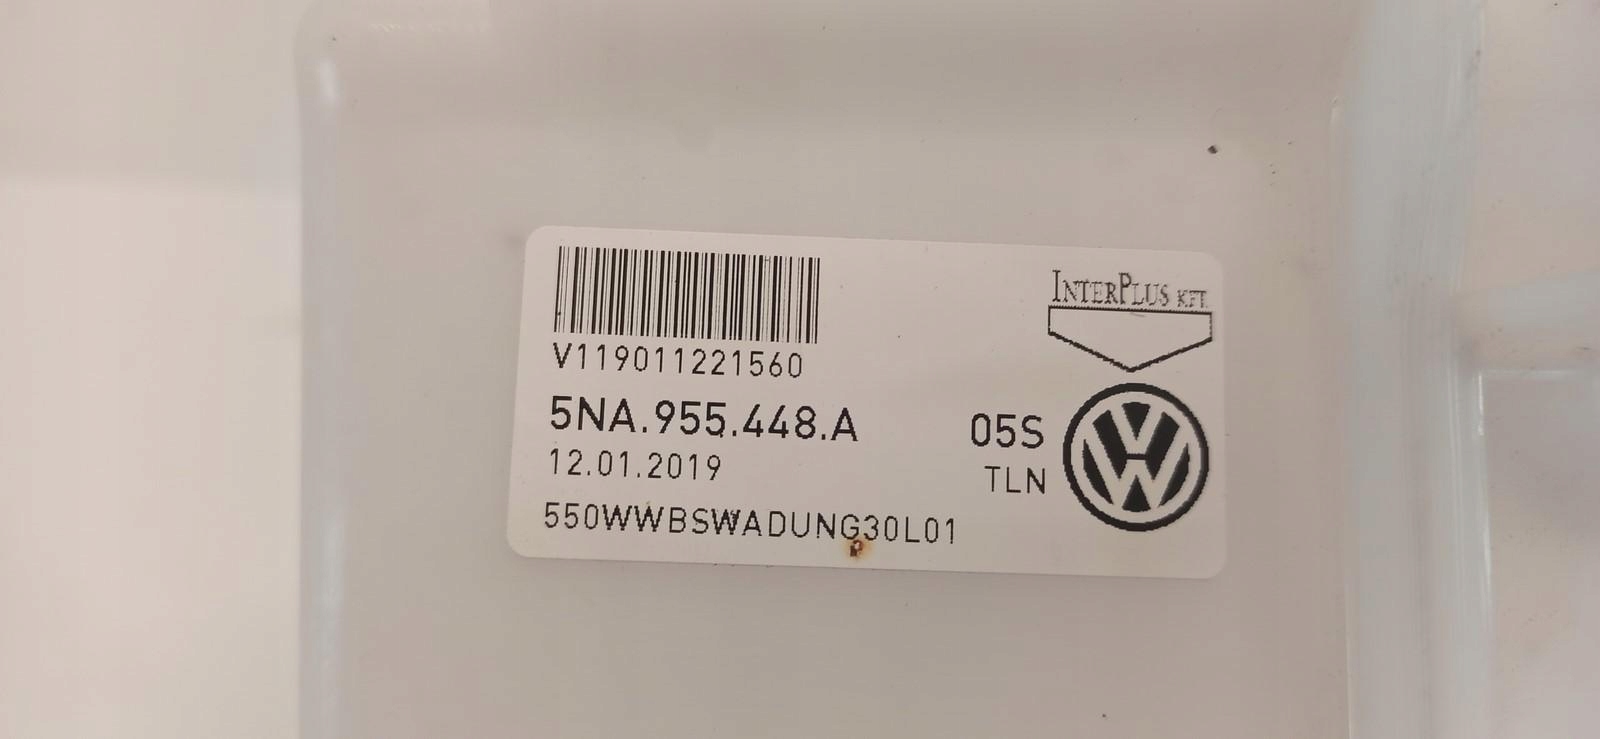 INTERPLUS KFT.
V119011221560
5NA.955.448.A 05S
12.01.2019 TLN
550WWBSWADUNG30L01